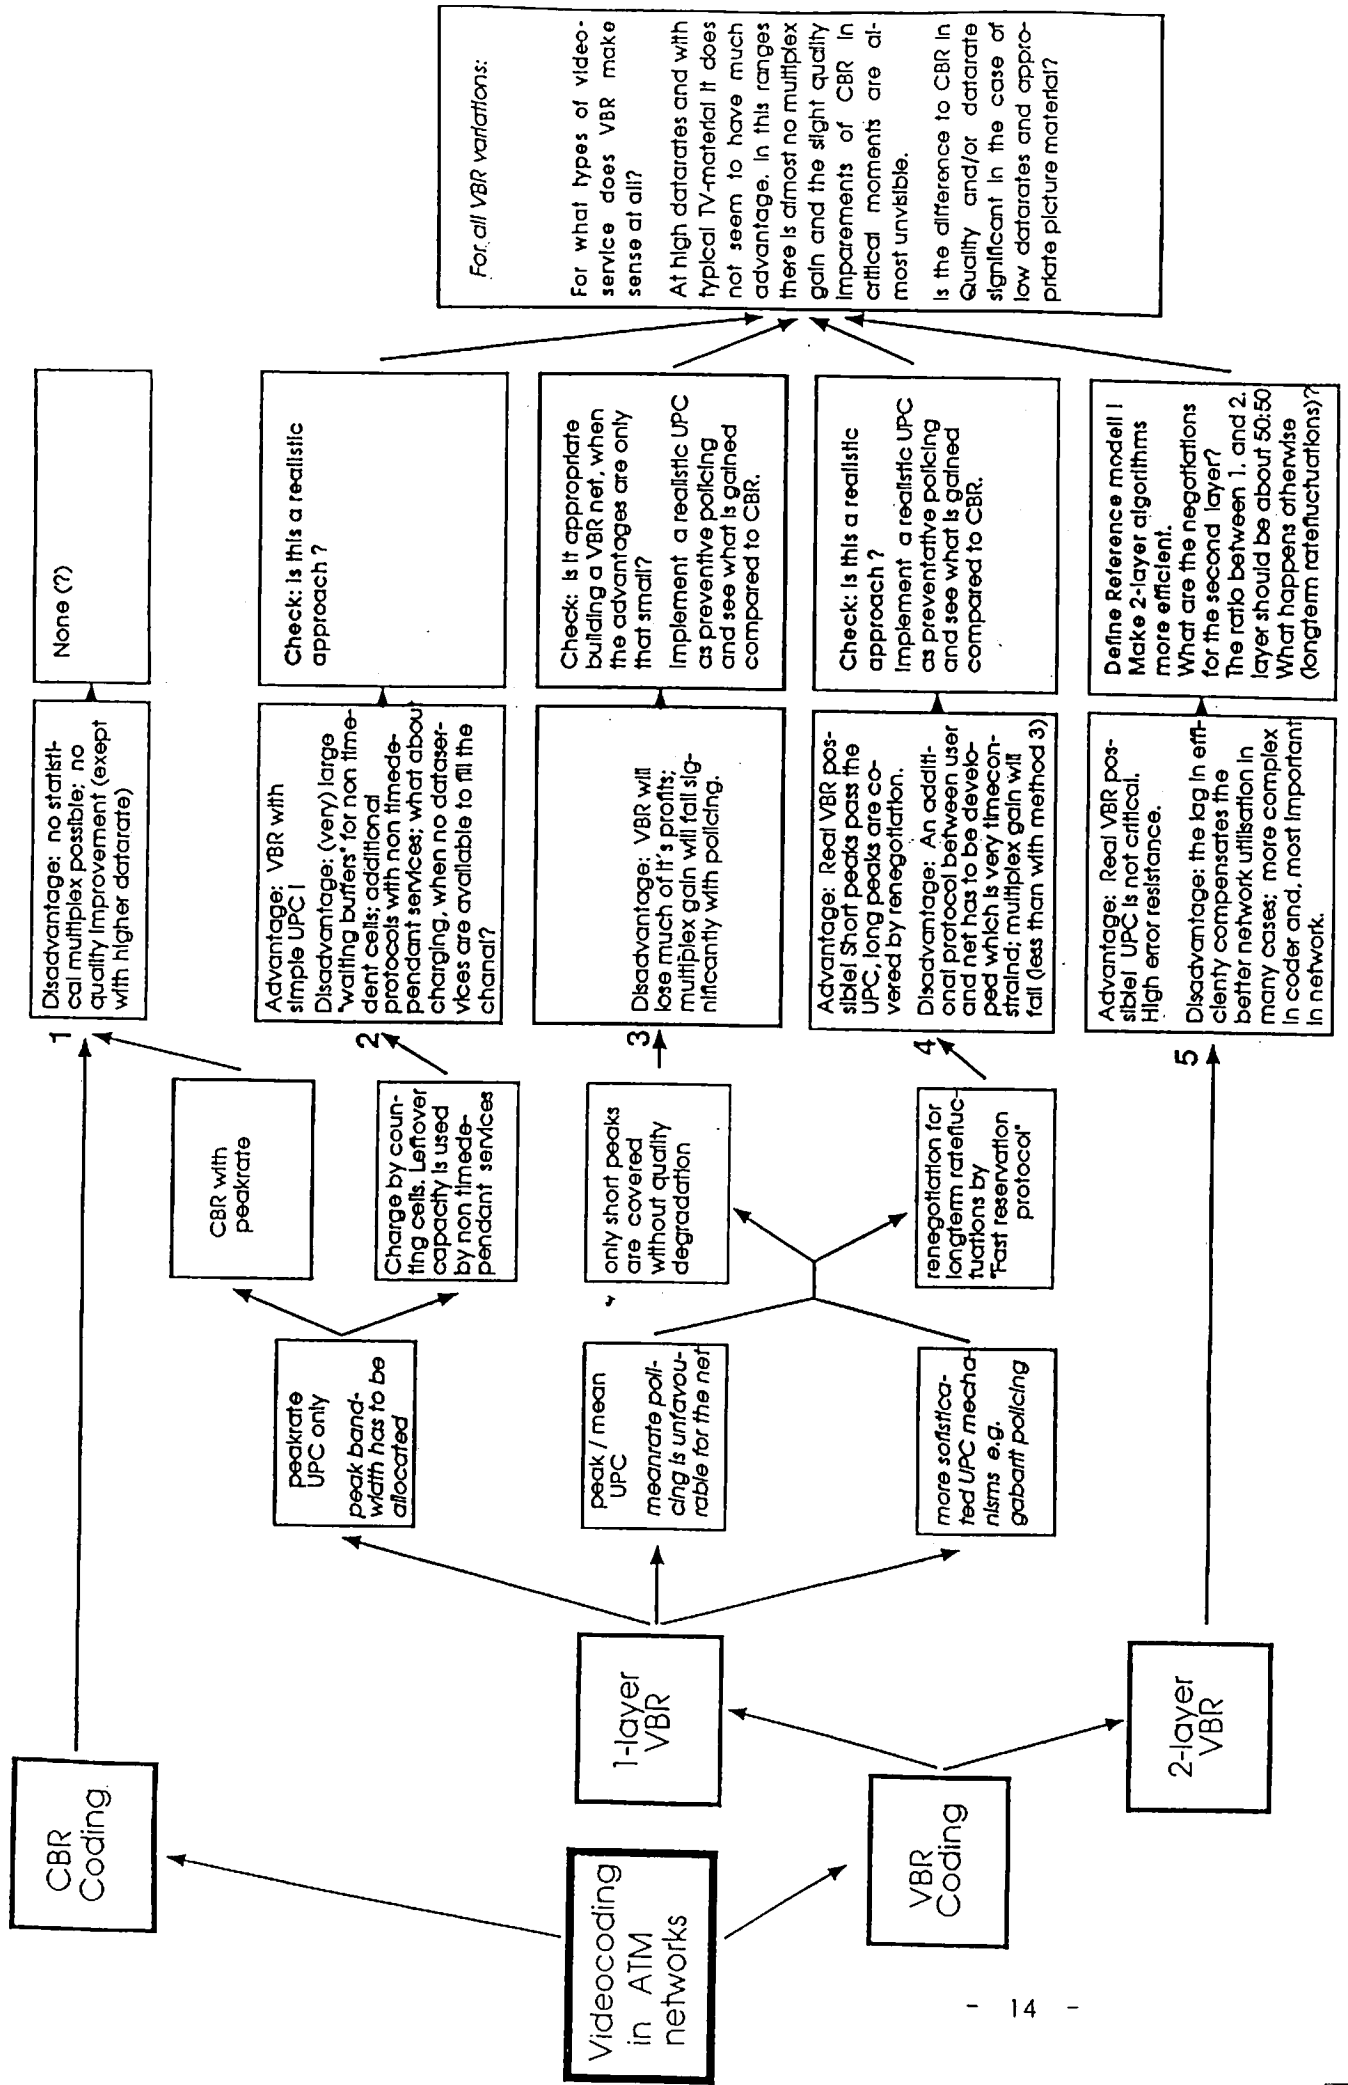 Videocoding
in ATM
networks
CBR
Coding
VBR
Coding
1-layer
VBR
2-layer
VBR
peakrate
UPC only
peak band-
width has to be
allocated
peak / mean
UPC
meanrate poli-
cing is unfavou-
rable for the net
more sofistica-
ted UPC mecha-
nisms e.g.
gabarit policing
CBR with
peakrate
Charge by coun-
ting cells. Leftover
capacity is used
by non timede-
pendant services
only short peaks
are covered
without quality
degradation
renegotiation for
longterm ratefluc-
tuations by
"Fast reservation
protocol"
1
Disadvantage: no statisti-
cal multiplex possible; no
quality improvement (exept
with higher datarate)
2
Advantage: VBR with
simple UPC !
Disadvantage: (very) large
"waiting buffers" for non time-
dent cells; additional
protocols with non timede-
pendant services; what about
charging, when no dataser-
vices are available to fill the
chanal?
3
Disadvantage: VBR will
lose much of it's profits;
multiplex gain will fall sig-
nificantly with policing.
4
Advantage: Real VBR pos-
sible! Short peaks pass the
UPC, long peaks are co-
vered by renegotiation.
Disadvantage: An additi-
onal protocol between user
and net has to be develo-
ped which is very timecon-
straind; multiplex gain will
fall (less than with method 3)
5
Advantage: Real VBR pos-
sible! UPC is not critical.
High error resistance.
Disadvantage: the lag in effi-
cienty compensates the
better network utilisation in
many cases; more complex
in coder and, most important
in network.
None (?)
Check: Is this a realistic
approach ?
Check: Is it appropriate
building a VBR net, when
the advantages are only
that small?
Implement a realistic UPC
as preventive policing
and see what is gained
compared to CBR.
Check: Is this a realistic
approach ?
Implement a realistic UPC
as preventative policing
and see what is gained
compared to CBR.
Define Reference modell !
Make 2-layer algorithms
more efficient.
What are the negotiations
for the second layer?
The ratio between 1. and 2.
layer should be about 50:50
What happens otherwise
(longterm ratefluctuations)?
For all VBR variations:
For what types of video-
service does VBR make
sense at all?
At high datarates and with
typical TV-material it does
not seem to have much
advantage. In this ranges
there is almost no multiplex
gain and the slight quality
imparements of CBR in
critical moments are al-
most unvisible.
Is the difference to CBR in
Quality and/or datarate
significant in the case of
low datarates and appro-
priate picture material?
- 14 -